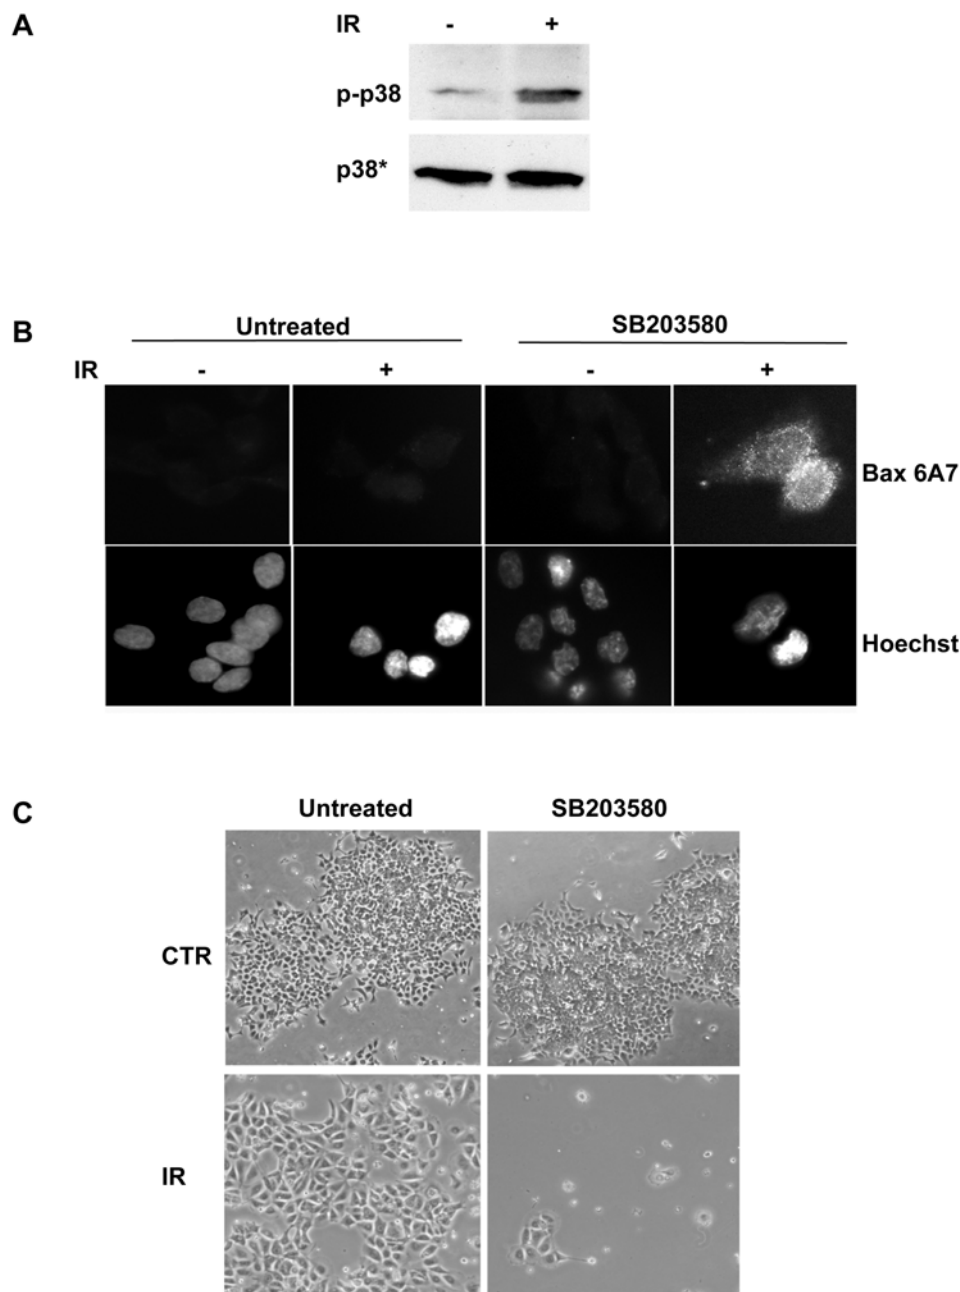 A
IR - +
p-p38
p38*
B
Untreated SB203580
IR - + - +
Bax 6A7
Hoechst
C
Untreated SB203580
CTR
IR